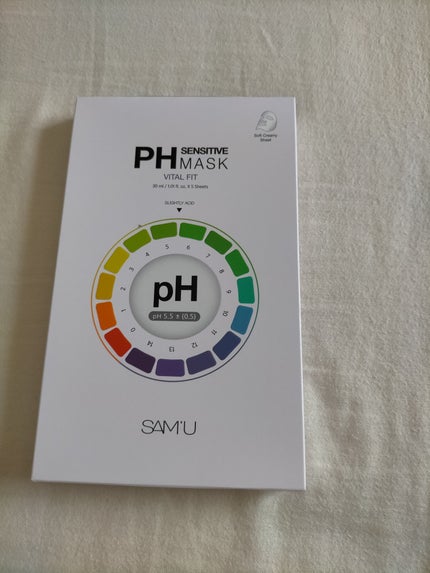 PH SENSITIVE MASK
VITAL FIT
30 ml / 1.01 fl. oz. X 5 Sheets
Soft Creamy
Sheet
SLIGHTLY ACID
0
1
2
3
4
5
6
7
8
9
10
11
12
13
14
pH
pH 5.5 ± (0.5)
SAM'U